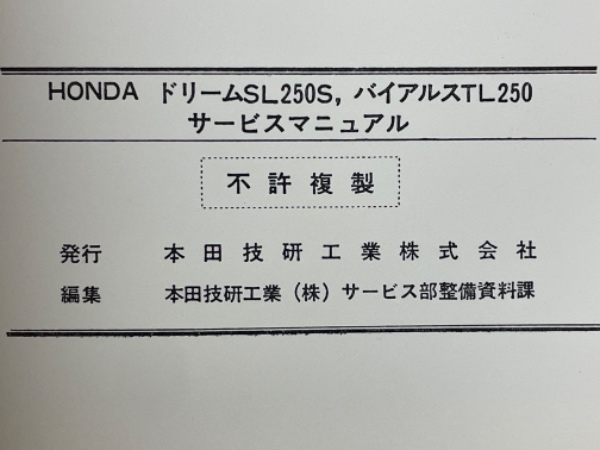 HONDA ドリームSL250S, バイアルスTL250
サービスマニュアル
不許複製
発行 本田技研工業株式会社
編集 本田技研工業（株）サービス部整備資料課